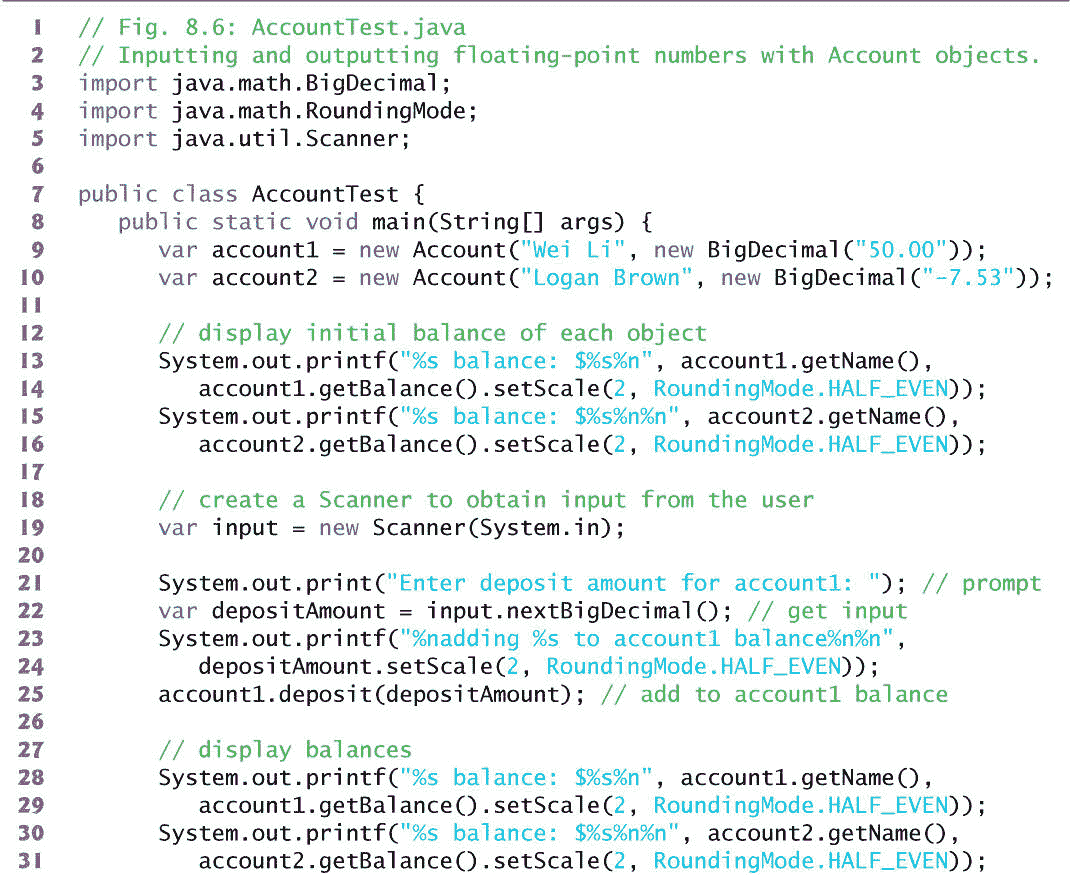 1 // Fig. 8.6: AccountTest.java
2 // Inputting and outputting floating-point numbers with Account objects.
3 import java.math.BigDecimal;
4 import java.math.RoundingMode;
5 import java.util.Scanner;
6
7 public class AccountTest {
8 public static void main(String[] args) {
9 var account1 = new Account("Wei Li", new BigDecimal("50.00"));
10 var account2 = new Account("Logan Brown", new BigDecimal("-7.53"));
11
12 // display initial balance of each object
13 System.out.printf("%s balance: $%s%n", account1.getName(),
14 account1.getBalance().setScale(2, RoundingMode.HALF_EVEN));
15 System.out.printf("%s balance: $%s%n%n", account2.getName(),
16 account2.getBalance().setScale(2, RoundingMode.HALF_EVEN));
17
18 // create a Scanner to obtain input from the user
19 var input = new Scanner(System.in);
20
21 System.out.print("Enter deposit amount for account1: "); // prompt
22 var depositAmount = input.nextBigDecimal(); // get input
23 System.out.printf("%nadding %s to account1 balance%n%n",
24 depositAmount.setScale(2, RoundingMode.HALF_EVEN));
25 account1.deposit(depositAmount); // add to account1 balance
26
27 // display balances
28 System.out.printf("%s balance: $%s%n", account1.getName(),
29 account1.getBalance().setScale(2, RoundingMode.HALF_EVEN));
30 System.out.printf("%s balance: $%s%n%n", account2.getName(),
31 account2.getBalance().setScale(2, RoundingMode.HALF_EVEN));